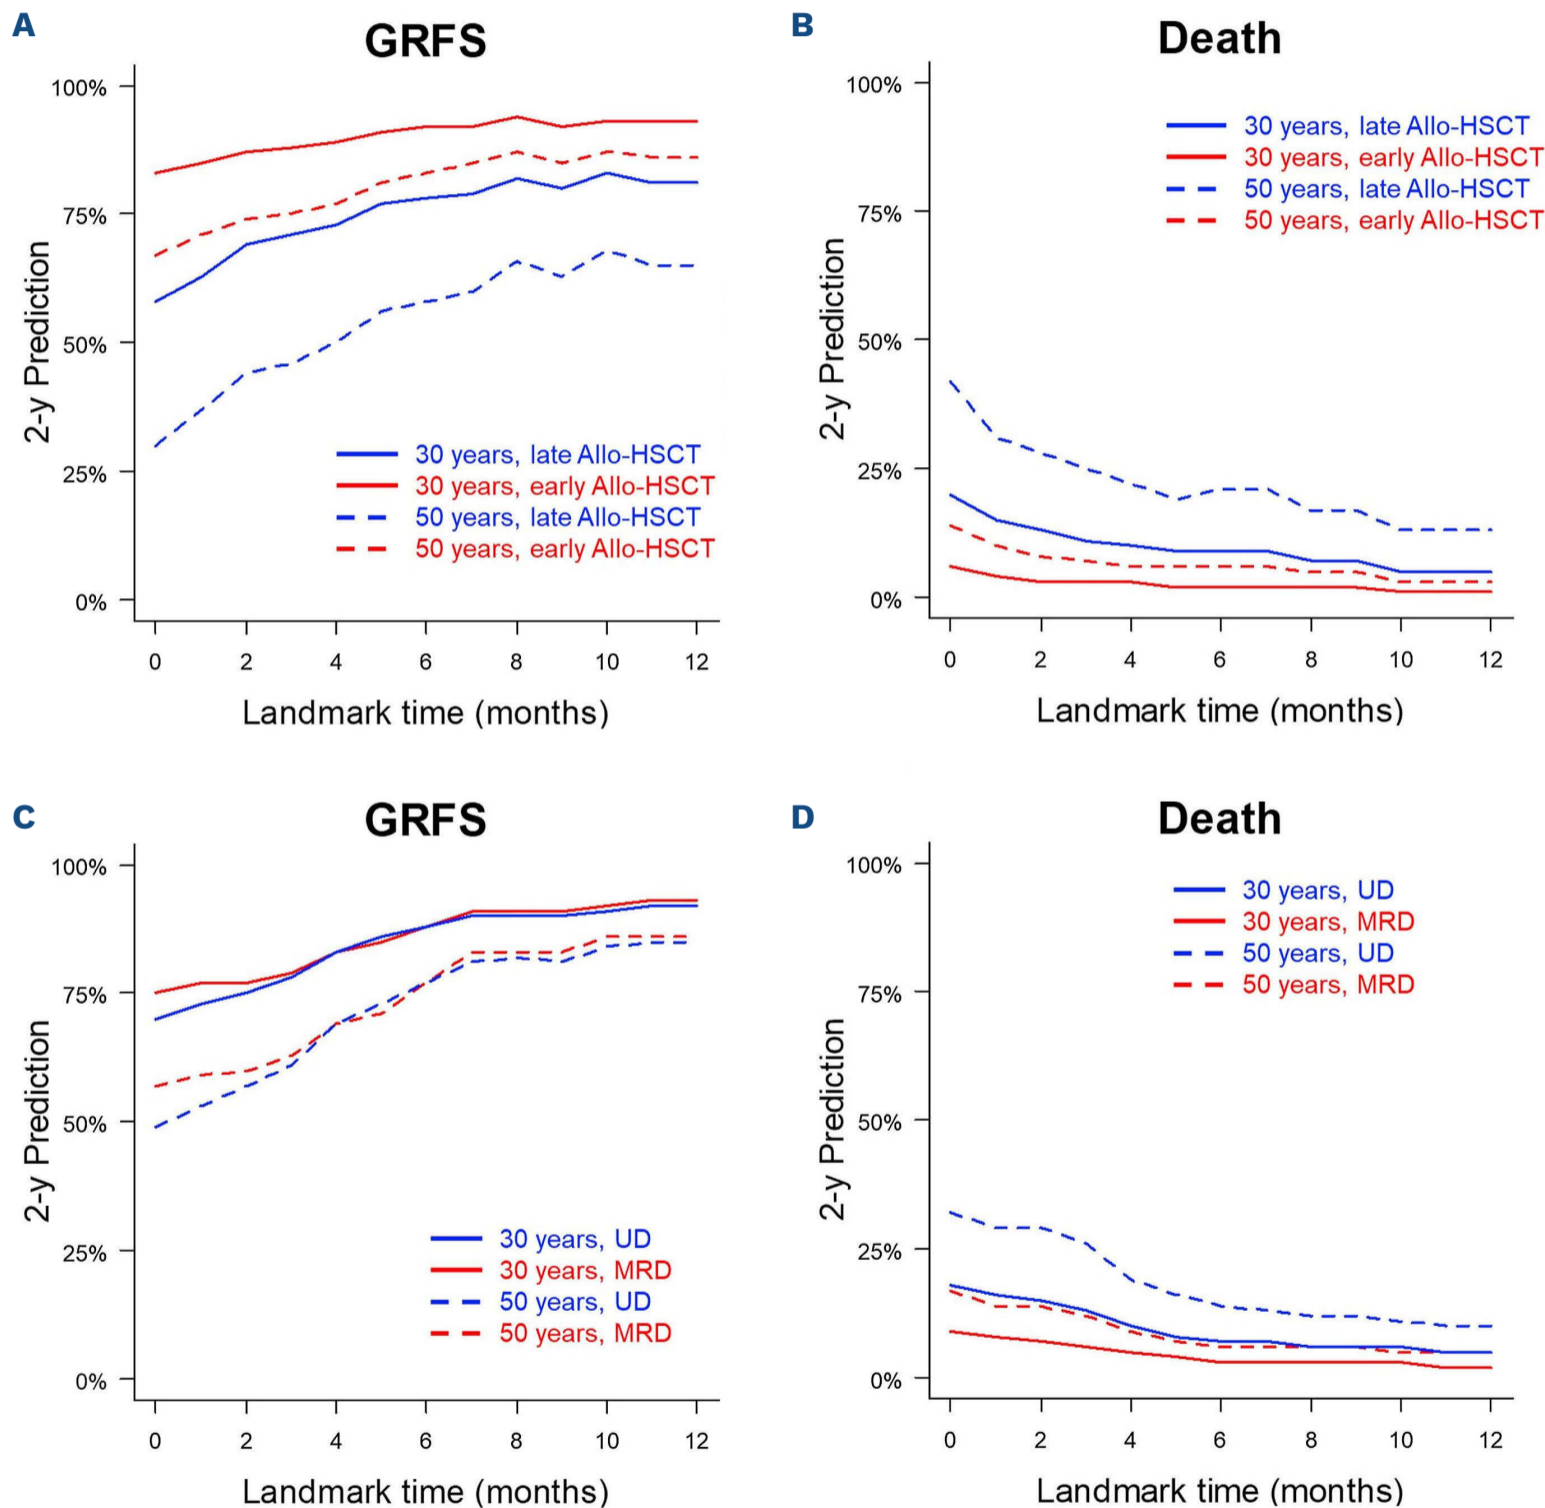 A
GRFS
2-y Prediction
100%
75%
50%
25%
0%
30 years, late Allo-HSCT
30 years, early Allo-HSCT
50 years, late Allo-HSCT
50 years, early Allo-HSCT
0 2 4 6 8 10 12
Landmark time (months)
B
Death
2-y Prediction
100%
75%
50%
25%
0%
30 years, late Allo-HSCT
30 years, early Allo-HSCT
50 years, late Allo-HSCT
50 years, early Allo-HSCT
0 2 4 6 8 10 12
Landmark time (months)
C
GRFS
2-y Prediction
100%
75%
50%
25%
0%
30 years, UD
30 years, MRD
50 years, UD
50 years, MRD
0 2 4 6 8 10 12
Landmark time (months)
D
Death
2-y Prediction
100%
75%
50%
25%
0%
30 years, UD
30 years, MRD
50 years, UD
50 years, MRD
0 2 4 6 8 10 12
Landmark time (months)